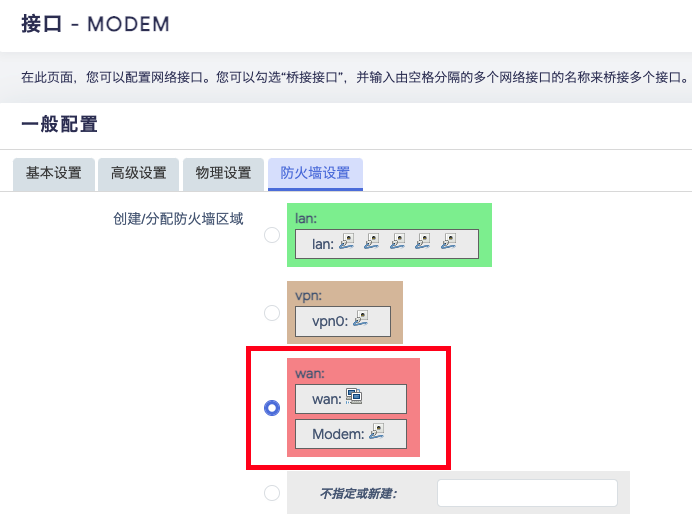 接口 - MODEM
在此页面，您可以配置网络接口。您可以勾选“桥接接口”，并输入由空格分隔的多个网络接口的名称来桥接多个接口。
一般配置
基本设置 高级设置 物理设置 防火墙设置
创建/分配防火墙区域
lan:
lan:
vpn:
vpn0:
wan:
wan:
Modem:
不指定或新建：